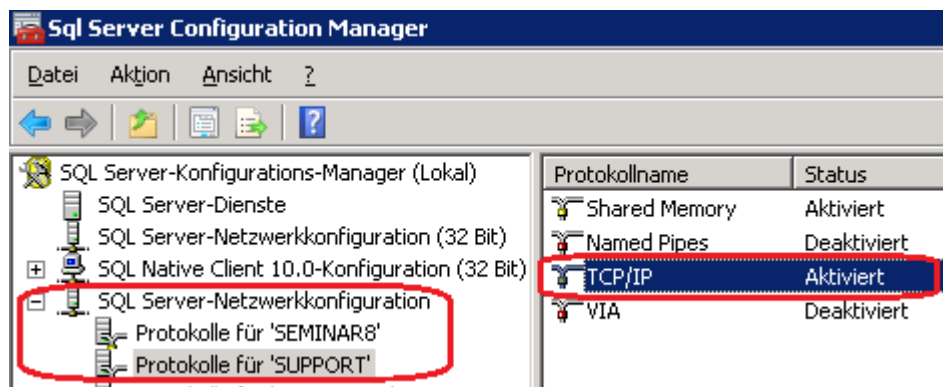 Sql Server Configuration Manager
Datei Aktion Ansicht ?
SQL Server-Konfigurations-Manager (Lokal)
SQL Server-Dienste
SQL Server-Netzwerkkonfiguration (32 Bit)
SQL Native Client 10.0-Konfiguration (32 Bit)
SQL Server-Netzwerkkonfiguration
Protokolle für 'SEMINAR8'
Protokolle für 'SUPPORT'
Protokollname Status
Shared Memory Aktiviert
Named Pipes Deaktiviert
TCP/IP Aktiviert
VIA Deaktiviert